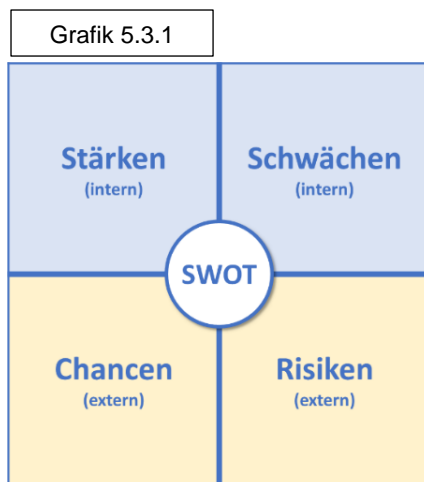 Grafik 5.3.1
Stärken
(intern)
Schwächen
(intern)
SWOT
Chancen
(extern)
Risiken
(extern)